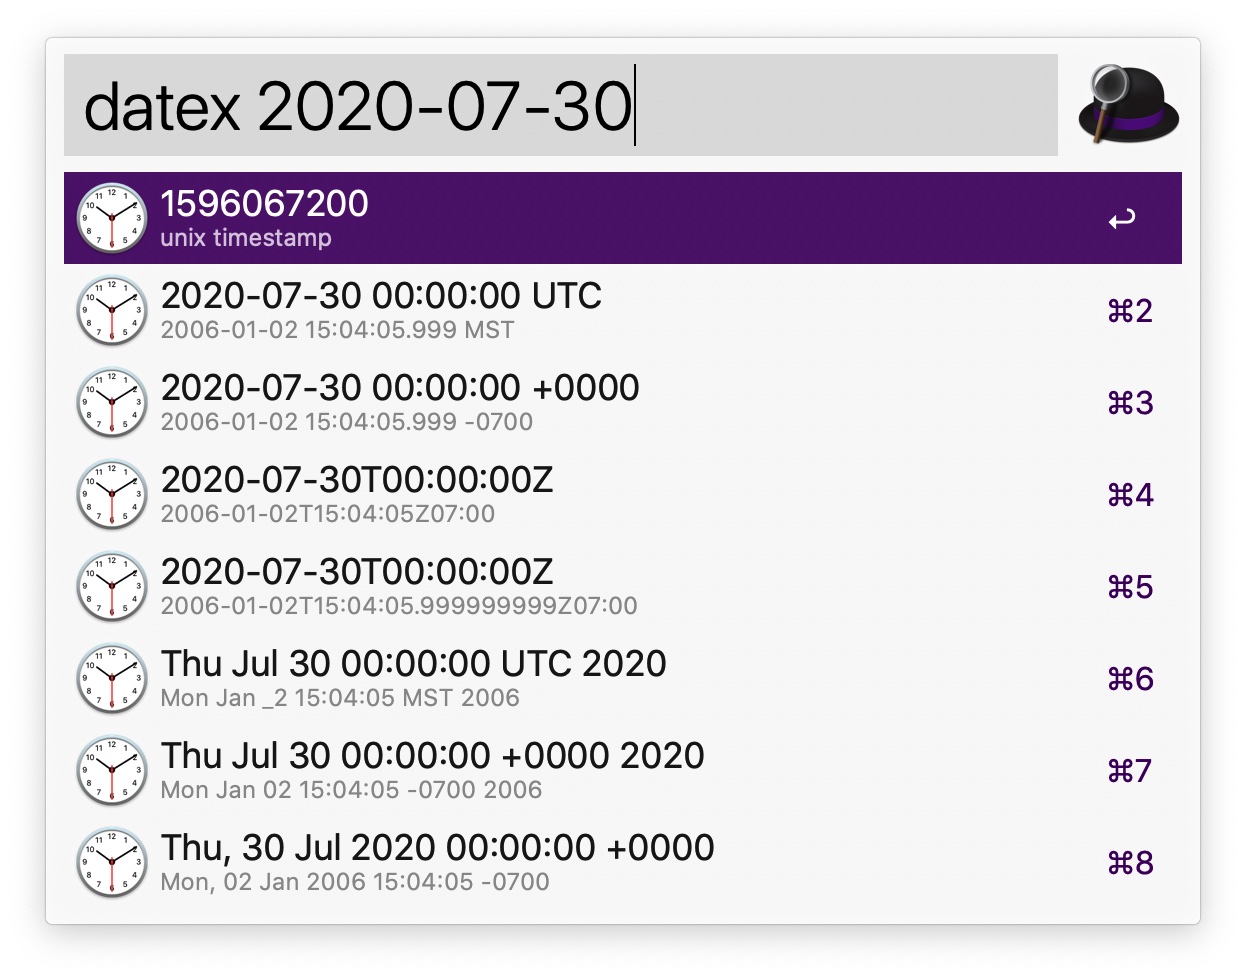 datex 2020-07-30
1596067200
unix timestamp
2020-07-30 00:00:00 UTC
2006-01-02 15:04:05.999 MST
⌘2
2020-07-30 00:00:00 +0000
2006-01-02 15:04:05.999 -0700
⌘3
2020-07-30T00:00:00Z
2006-01-02T15:04:05Z07:00
⌘4
2020-07-30T00:00:00Z
2006-01-02T15:04:05.999999999Z07:00
⌘5
Thu Jul 30 00:00:00 UTC 2020
Mon Jan _2 15:04:05 MST 2006
⌘6
Thu Jul 30 00:00:00 +0000 2020
Mon Jan 02 15:04:05 -0700 2006
⌘7
Thu, 30 Jul 2020 00:00:00 +0000
Mon, 02 Jan 2006 15:04:05 -0700
⌘8